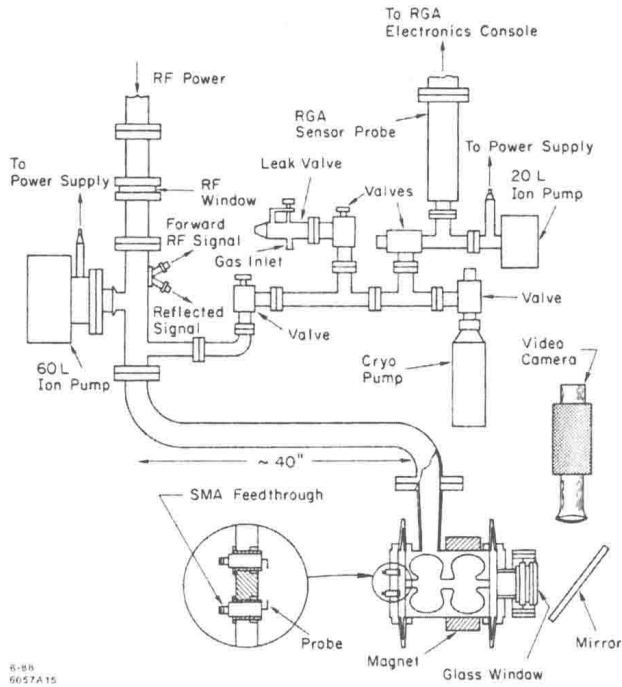 To RGA
Electronics Console
RF Power
RGA
Sensor Probe
To Power Supply
To
Power Supply
Leak Valve
Valves
20 L
Ion Pump
RF
Window
Forward
RF Signal
Gas Inlet
Reflected
Signal
Valve
Valve
60L
Ion Pump
Cryo
Pump
Video
Camera
~ 40"
SMA Feedthrough
Probe
Magnet
Glass Window
Mirror
6-88
6057A15